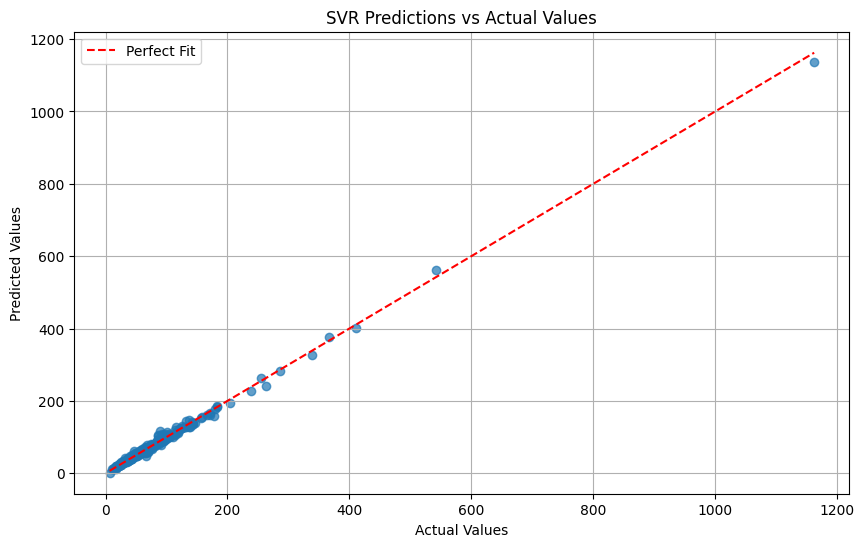 SVR Predictions vs Actual Values
Perfect Fit
1200
1000
800
600
400
200
0
Predicted Values
0 200 400 600 800 1000 1200
Actual Values